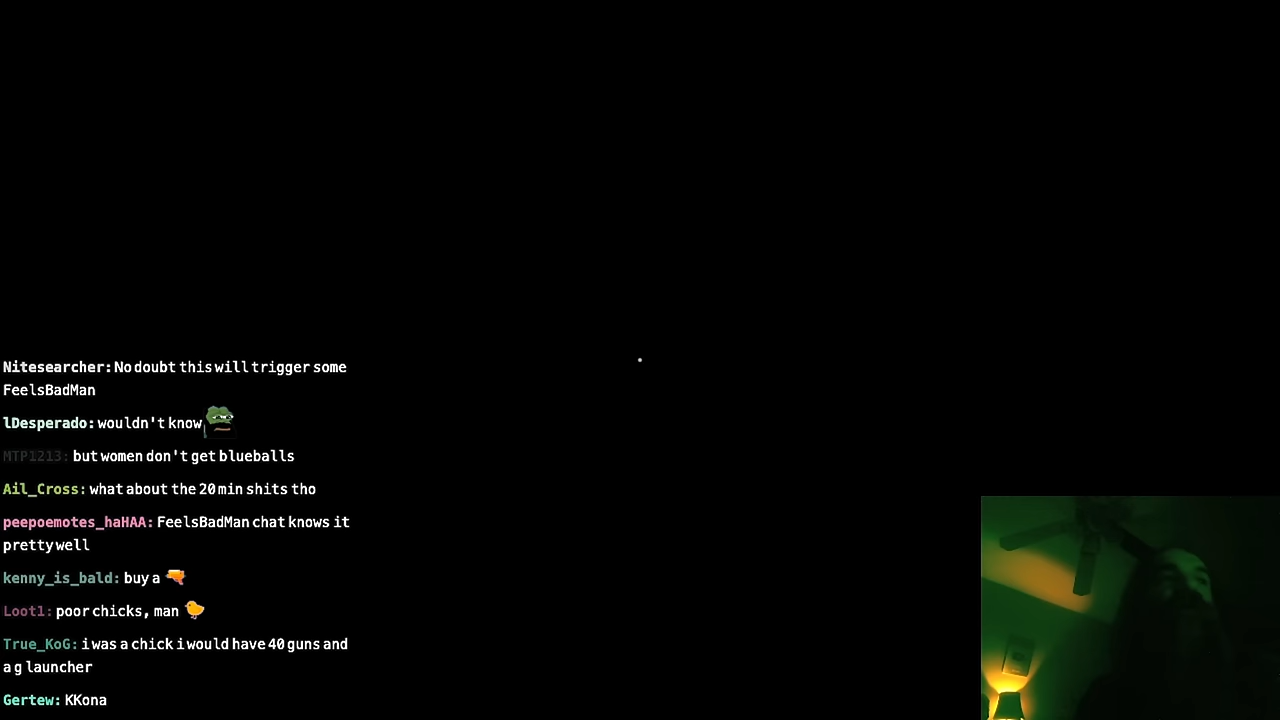 Nitesearcher: No doubt this will trigger some
FeelsBadMan
lDesperado: wouldn't know
MTP1213: but women don't get blueballs
Ail_Cross: what about the 20 min shits tho
peepoemotes_haHAA: FeelsBadMan chat knows it
pretty well
kenny_is_bald: buy a
Loot1: poor chicks, man
True_KoG: i was a chick i would have 40 guns and
a g launcher
Gertew: KKona